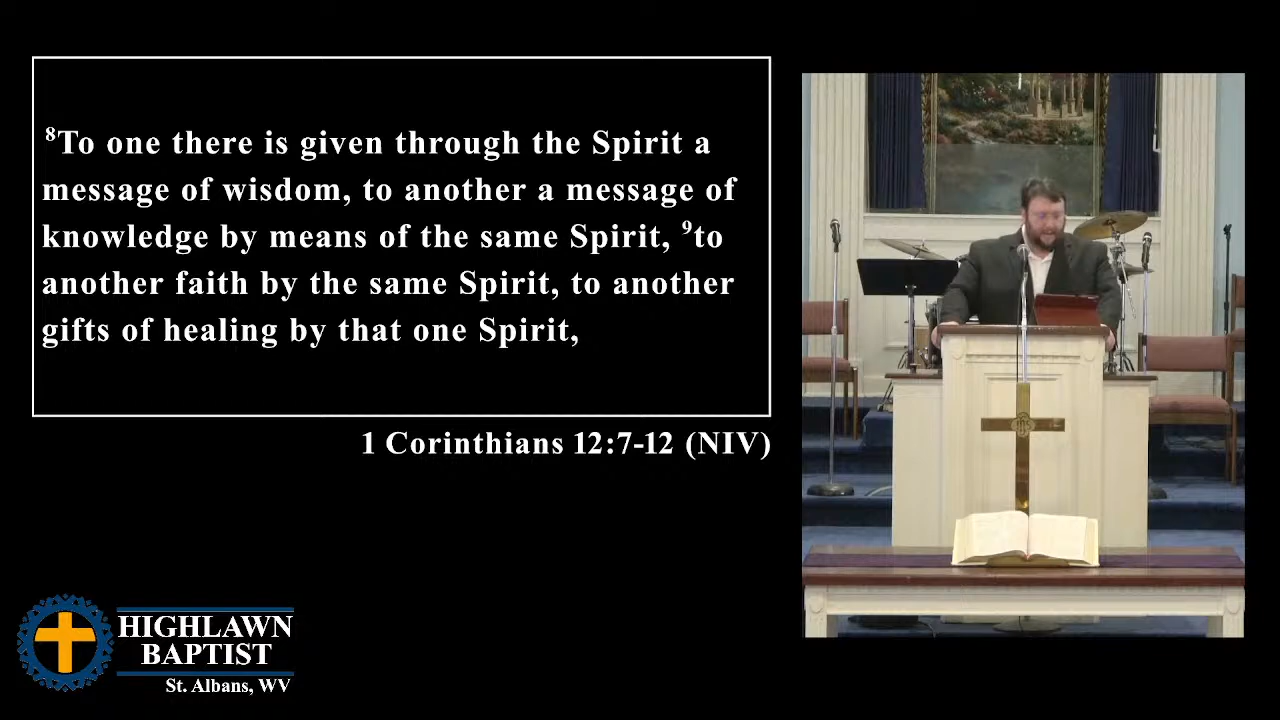 ⁸To one there is given through the Spirit a
message of wisdom, to another a message of
knowledge by means of the same Spirit, ⁹to
another faith by the same Spirit, to another
gifts of healing by that one Spirit,
1 Corinthians 12:7-12 (NIV)
HIGHLAWN
BAPTIST
St. Albans, WV